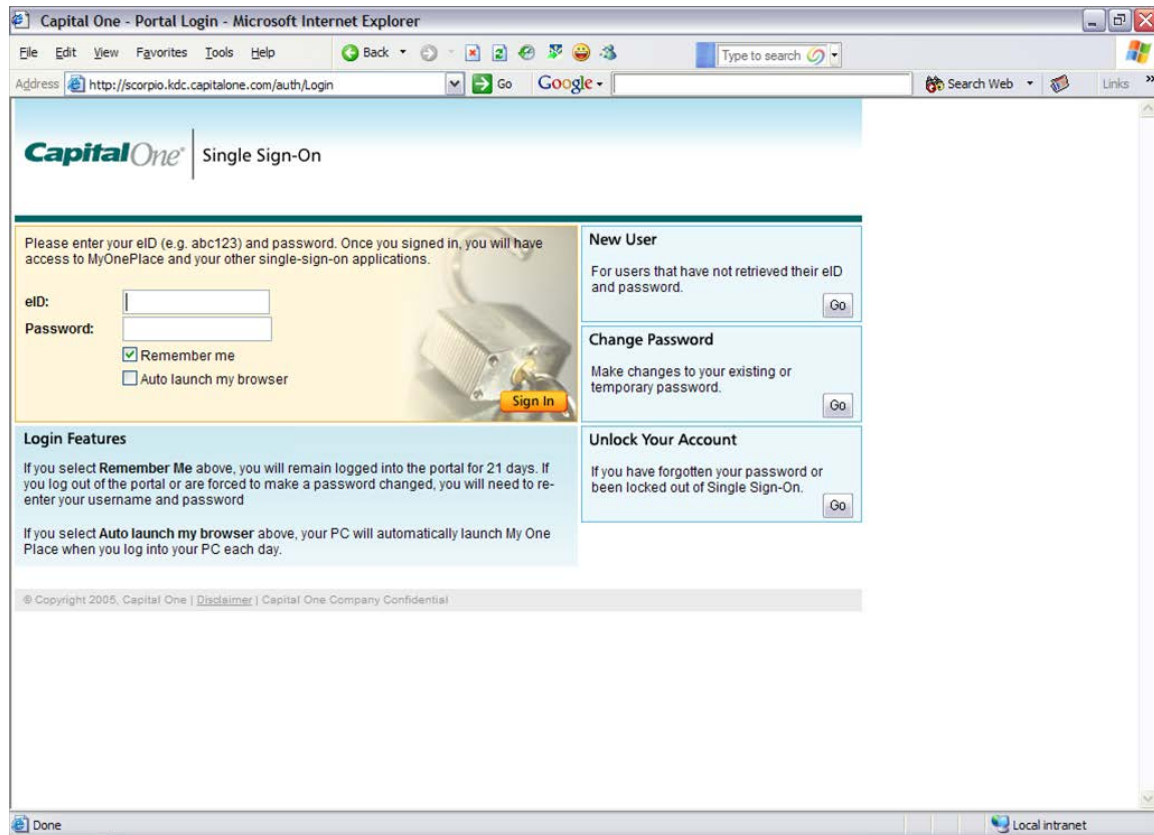 Capital One - Portal Login - Microsoft Internet Explorer
File Edit View Favorites Tools Help Back Type to search
Address http://scorpio.kdc.capitalone.com/auth/Login Go Google Search Web Links »
CapitalOne® Single Sign-On
Please enter your eID (e.g. abc123) and password. Once you signed in, you will have
access to MyOnePlace and your other single-sign-on applications.
eID:
Password:
Remember me
Auto launch my browser
Sign In
New User
For users that have not retrieved their eID
and password.
Go
Change Password
Make changes to your existing or
temporary password.
Go
Login Features
If you select Remember Me above, you will remain logged into the portal for 21 days. If
you log out of the portal or are forced to make a password changed, you will need to re-
enter your username and password
If you select Auto launch my browser above, your PC will automatically launch My One
Place when you log into your PC each day.
Unlock Your Account
If you have forgotten your password or
been locked out of Single Sign-On.
Go
© Copyright 2005, Capital One | Disclaimer | Capital One Company Confidential
Done Local intranet